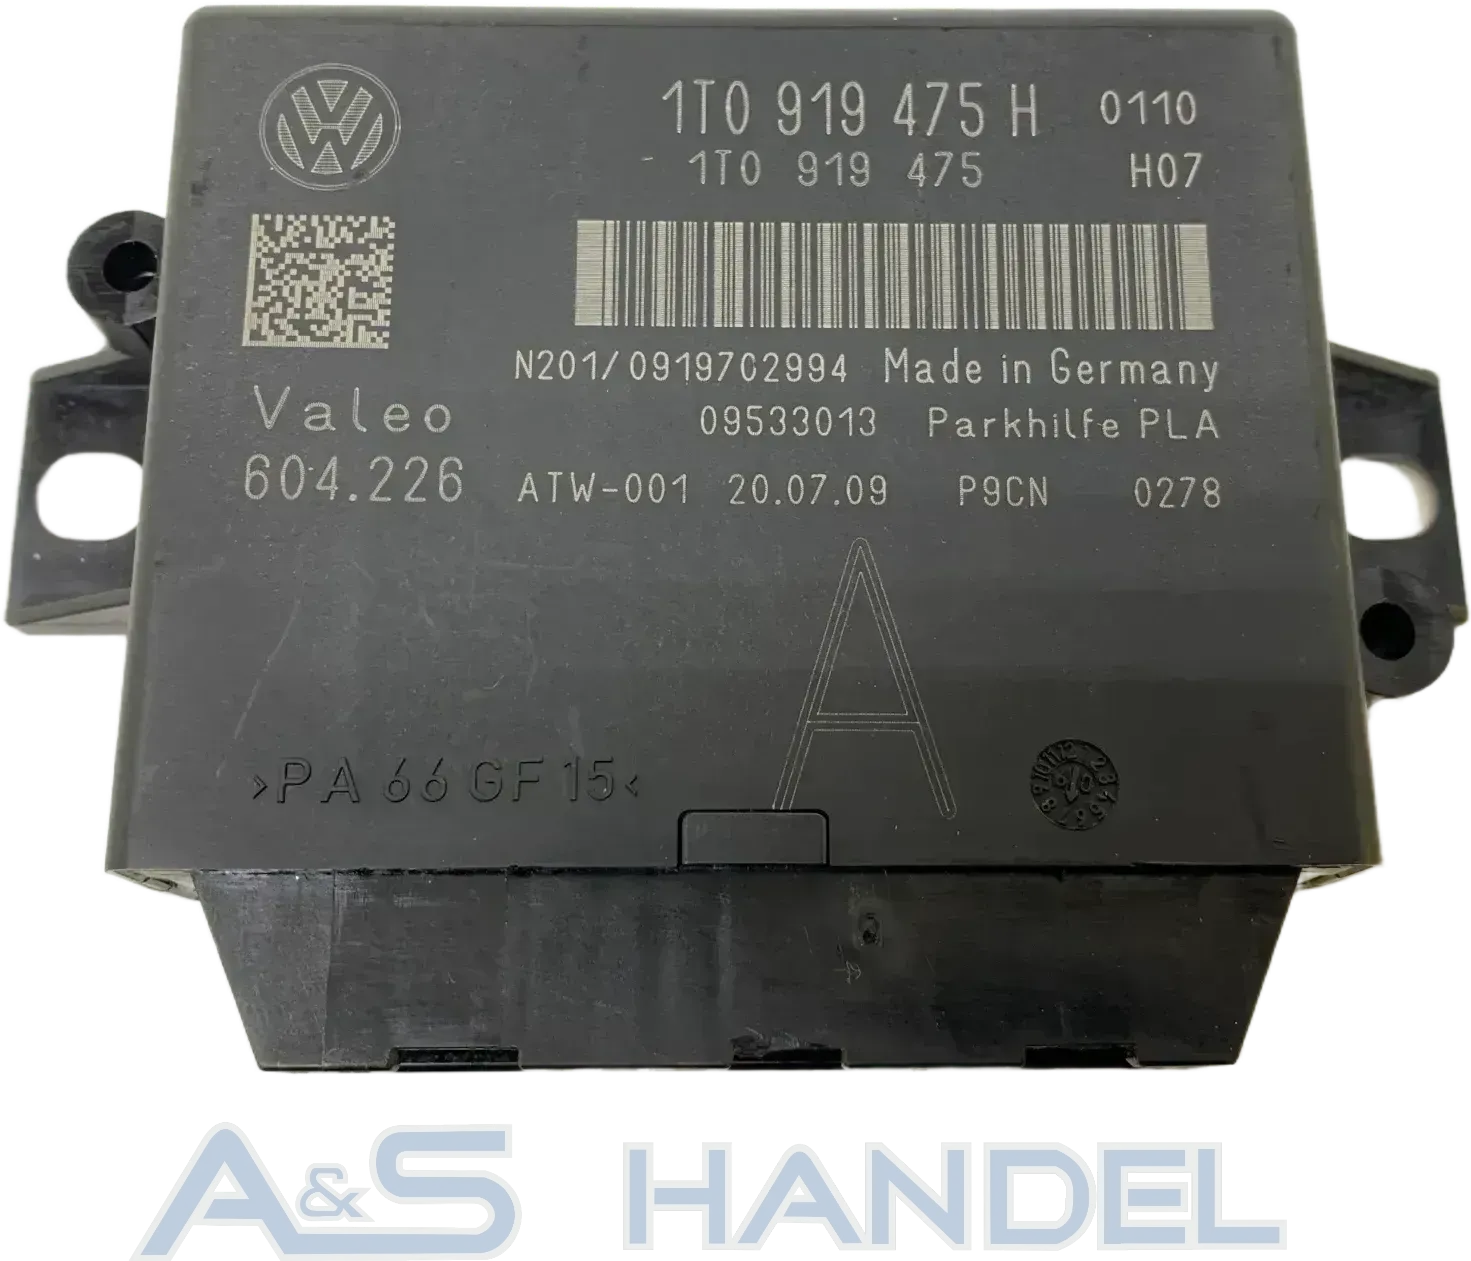 1T0 919 475 H 0110
1T0 919 475 H07
N201/0919702994 Made in Germany
Valeo 09533013 Parkhilfe PLA
604.226 ATW-001 20.07.09 P9CN 0278
A
>PA 66 GF 15<
A&S HANDEL